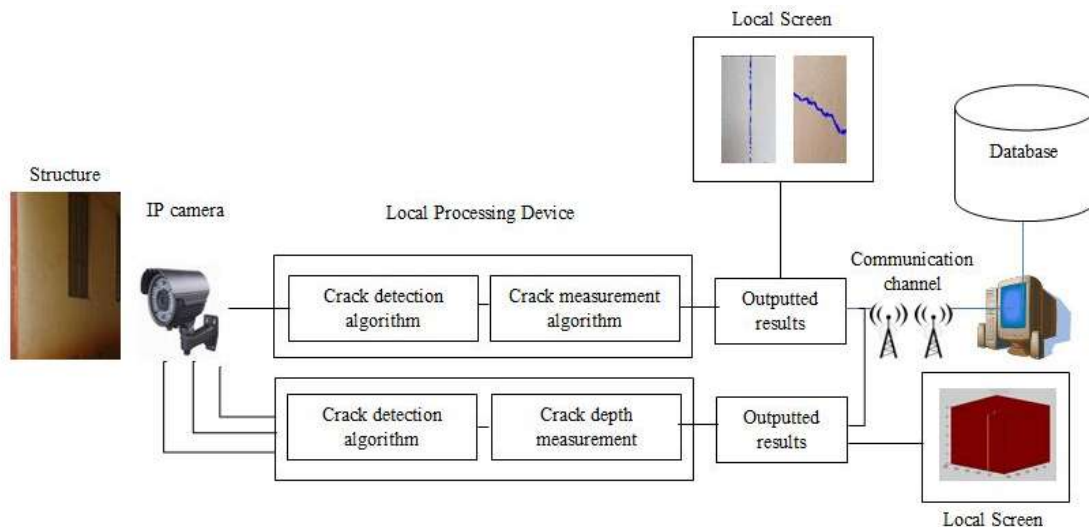 Local Screen
Database
Structure
IP camera
Local Processing Device
Communication
channel
Crack detection
algorithm
Crack measurement
algorithm
Outputted
results
Crack detection
algorithm
Crack depth
measurement
Outputted
results
Local Screen